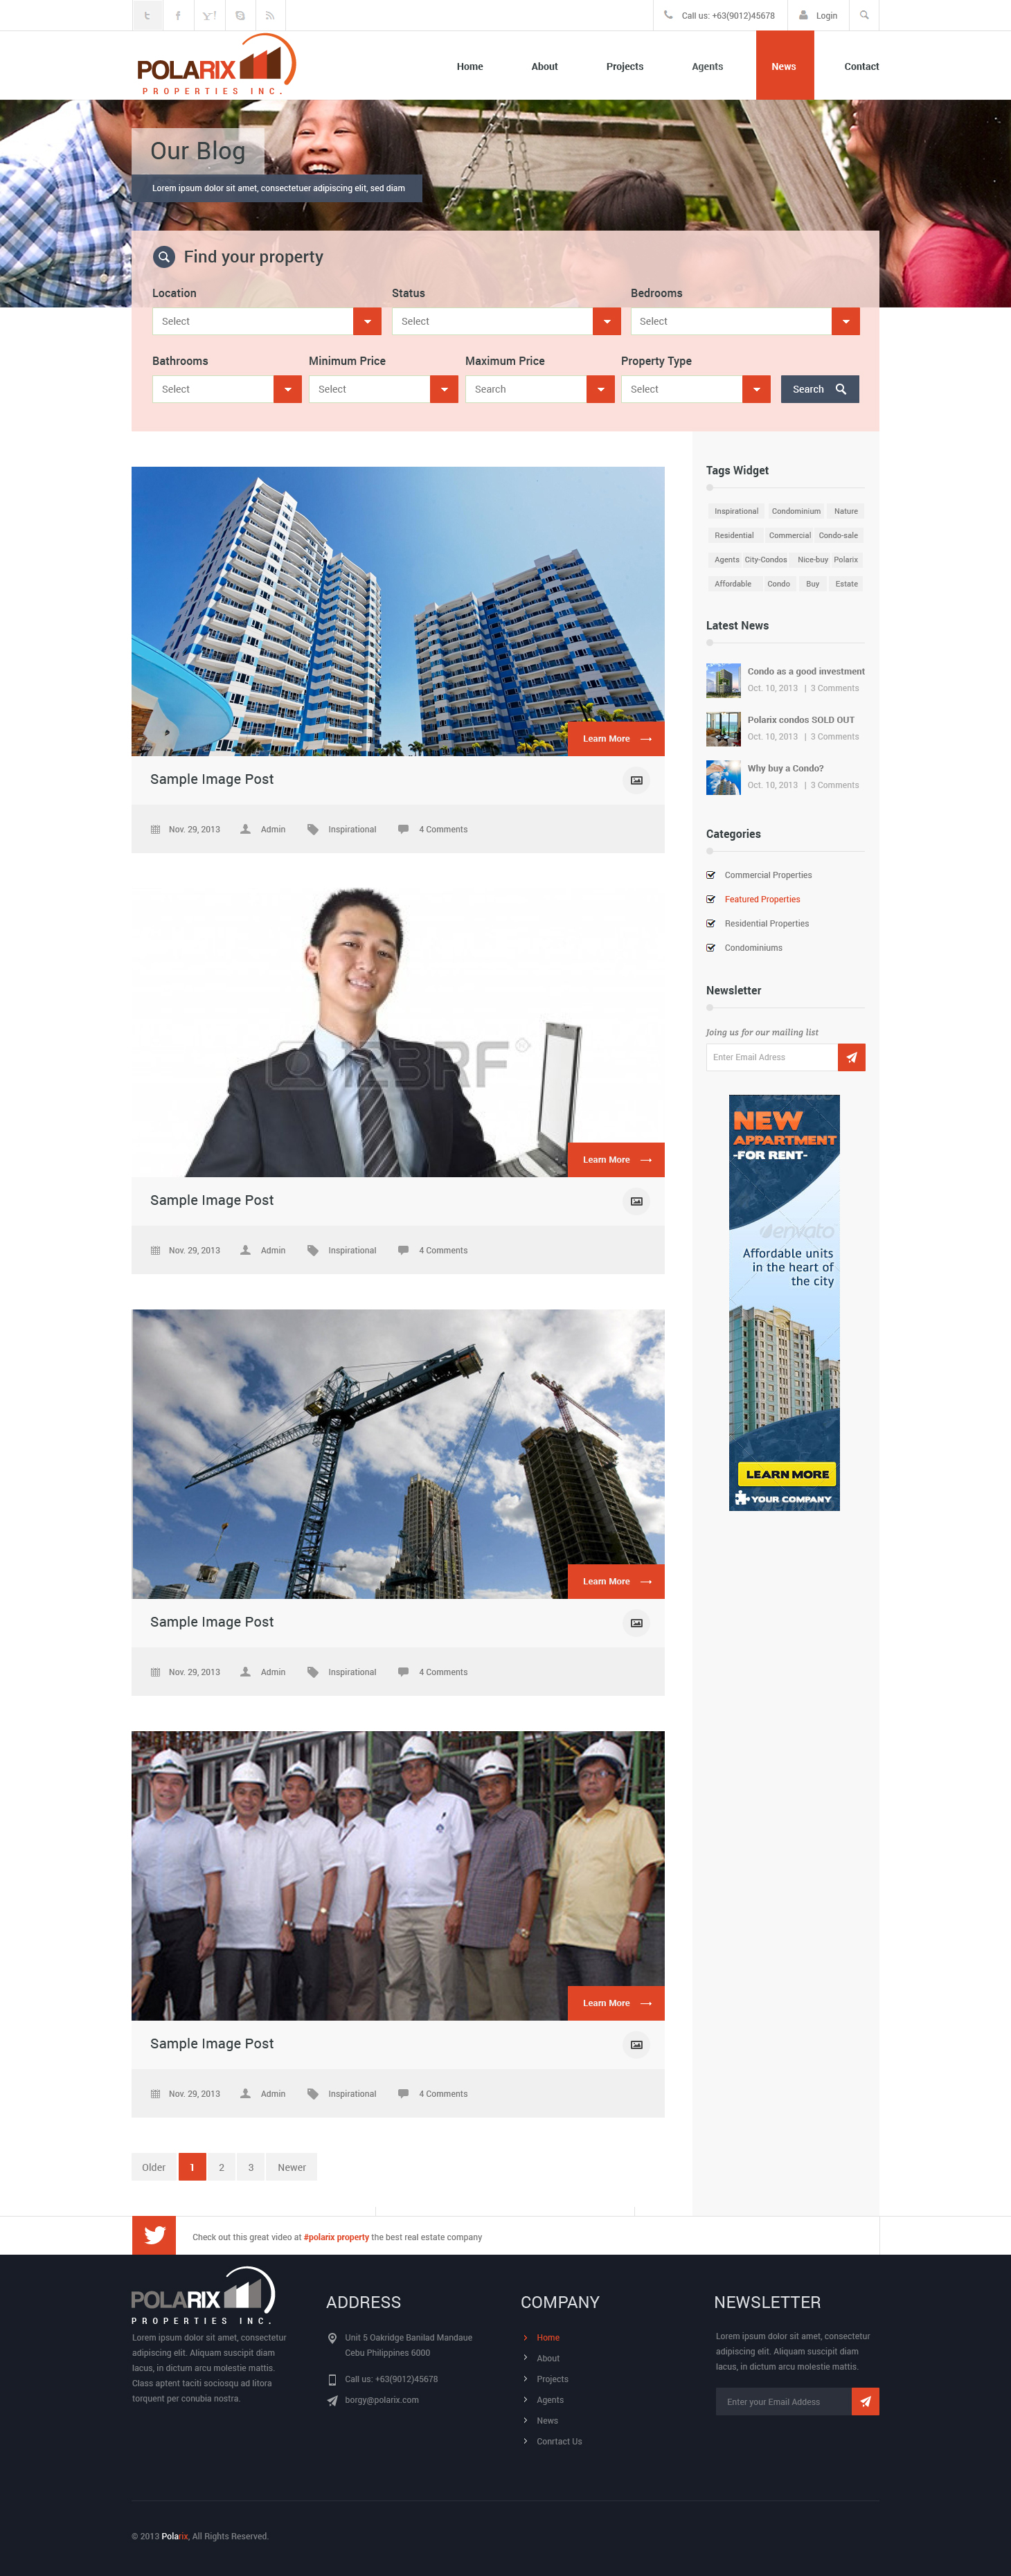 Call us: +63(9012)45678
Login
POLARIX
PROPERTIES INC.
Home
About
Projects
Agents
News
Contact
Our Blog
Lorem ipsum dolor sit amet, consectetuer adipiscing elit, sed diam
Find your property
Location
Status
Bedrooms
Select
Select
Select
Bathrooms
Minimum Price
Maximum Price
Property Type
Select
Select
Search
Select
Search
Learn More
Sample Image Post
Nov. 29, 2013 Admin Inspirational 4 Comments
123RF
Learn More
Sample Image Post
Nov. 29, 2013 Admin Inspirational 4 Comments
Learn More
Sample Image Post
Nov. 29, 2013 Admin Inspirational 4 Comments
Learn More
Sample Image Post
Nov. 29, 2013 Admin Inspirational 4 Comments
Older 1 2 3 Newer
Tags Widget
Inspirational Condominium Nature
Residential Commercial Condo-sale
Agents City-Condos Nice-buy Polarix
Affordable Condo Buy Estate
Latest News
Condo as a good investment
Oct. 10, 2013 | 3 Comments
Polarix condos SOLD OUT
Oct. 10, 2013 | 3 Comments
Why buy a Condo?
Oct. 10, 2013 | 3 Comments
Categories
Commercial Properties
Featured Properties
Residential Properties
Condominiums
Newsletter
Joing us for our mailing list
Enter Email Adress
NEW
APPARTMENT
-FOR RENT-
envato
Affordable units
in the heart of
the city
LEARN MORE
YOUR COMPANY
Check out this great video at #polarix property the best real estate company
POLARIX
PROPERTIES INC.
Lorem ipsum dolor sit amet, consectetur
adipiscing elit. Aliquam suscipit diam
lacus, in dictum arcu molestie mattis.
Class aptent taciti sociosqu ad litora
torquent per conubia nostra.
ADDRESS
Unit 5 Oakridge Banilad Mandaue
Cebu Philippines 6000
Call us: +63(9012)45678
borgy@polarix.com
COMPANY
Home
About
Projects
Agents
News
Conrtact Us
NEWSLETTER
Lorem ipsum dolor sit amet, consectetur
adipiscing elit. Aliquam suscipit diam
lacus, in dictum arcu molestie mattis.
Enter your Email Addess
© 2013 Polarix, All Rights Reserved.